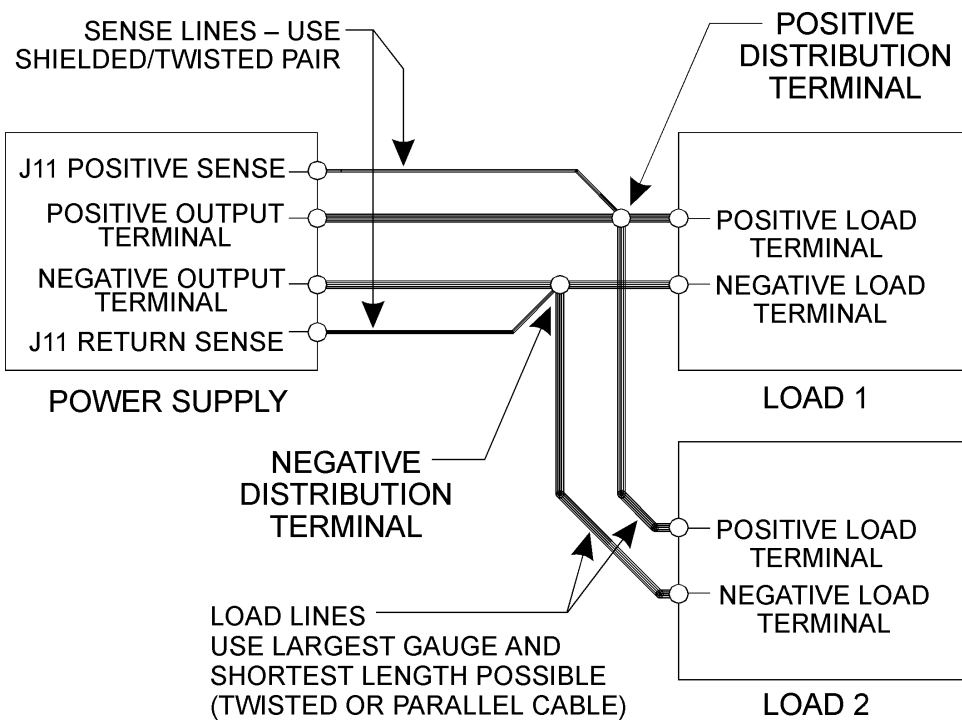 SENSE LINES – USE
SHIELDED/TWISTED PAIR
POSITIVE
DISTRIBUTION
TERMINAL
J11 POSITIVE SENSE
POSITIVE OUTPUT
TERMINAL
NEGATIVE OUTPUT
TERMINAL
J11 RETURN SENSE
POWER SUPPLY
POSITIVE LOAD
TERMINAL
NEGATIVE LOAD
TERMINAL
LOAD 1
NEGATIVE
DISTRIBUTION
TERMINAL
POSITIVE LOAD
TERMINAL
NEGATIVE LOAD
TERMINAL
LOAD 2
LOAD LINES
USE LARGEST GAUGE AND
SHORTEST LENGTH POSSIBLE
(TWISTED OR PARALLEL CABLE)